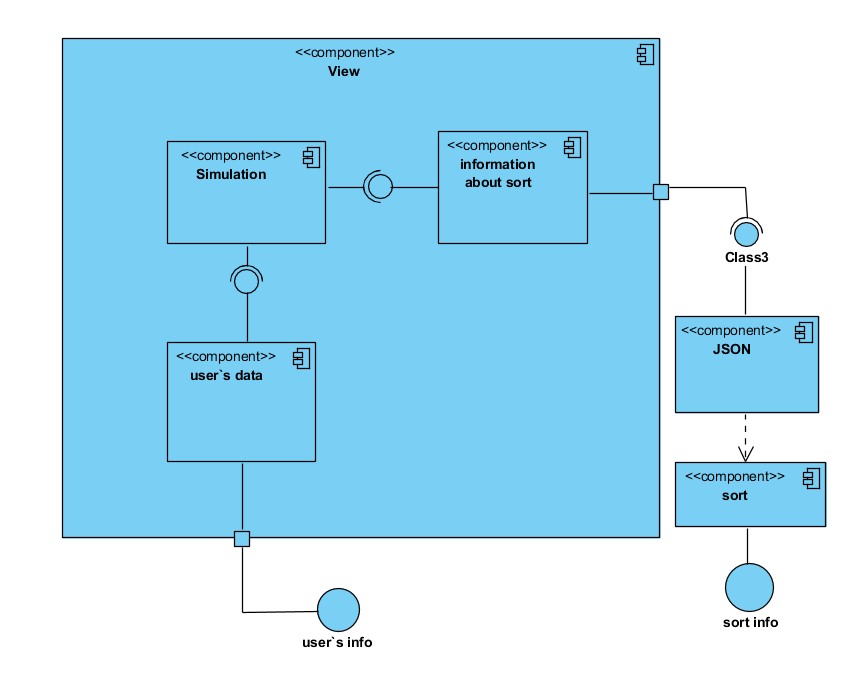 <<component>>
View
<<component>>
Simulation
<<component>>
information
about sort
Class3
<<component>>
JSON
<<component>>
user`s data
<<component>>
sort
user`s info
sort info